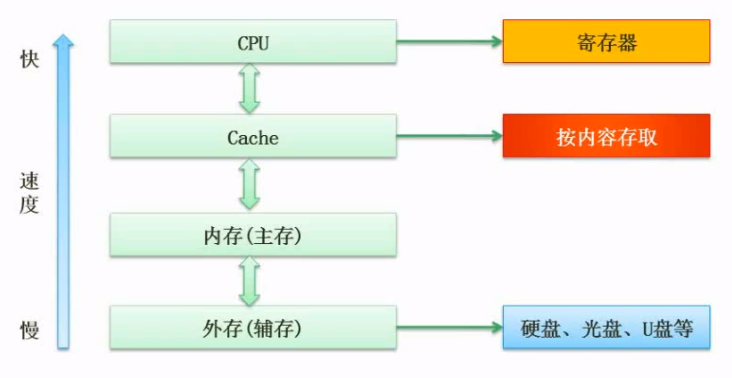 快
CPU
寄存器
Cache
按内容存取
速
度
内存(主存)
慢
外存(辅存)
硬盘、光盘、U盘等